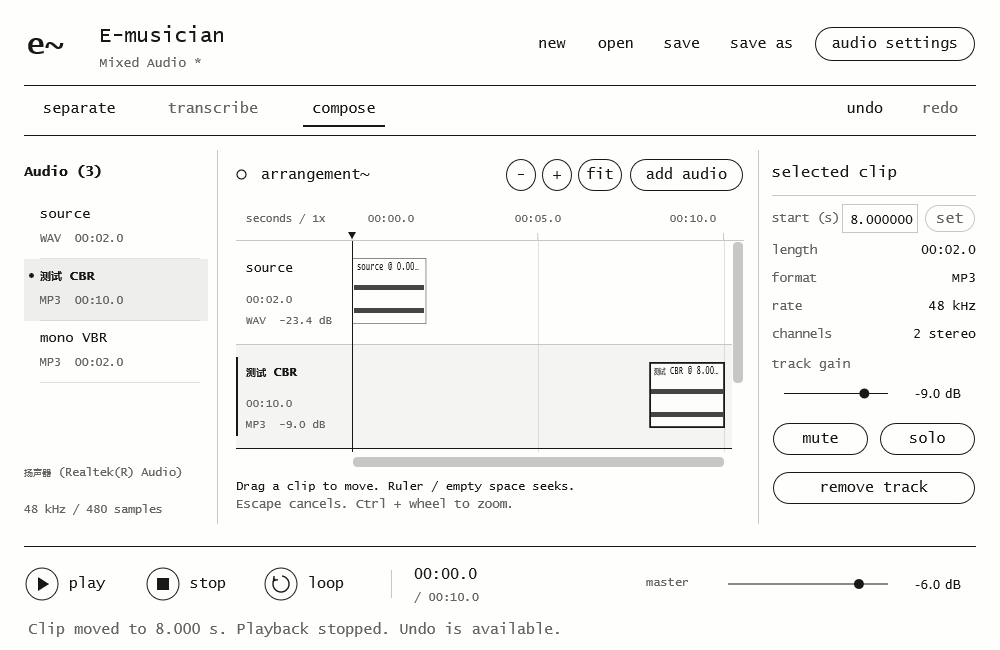 e~
E-musician
Mixed Audio *
new open save save as audio settings
separate transcribe compose undo redo
Audio (3)
source
WAV 00:02.0
测试 CBR
MP3 00:10.0
mono VBR
MP3 00:02.0
扬声器 (Realtek(R) Audio)
48 kHz / 480 samples
arrangement~
- + fit add audio
seconds / 1x 00:00.0 00:05.0 00:10.0
source
00:02.0
WAV -23.4 dB
source @ 0.00…
测试 CBR
00:10.0
MP3 -9.0 dB
测试 CBR @ 8.00…
Drag a clip to move. Ruler / empty space seeks.
Escape cancels. Ctrl + wheel to zoom.
selected clip
start (s) 8.000000 set
length 00:02.0
format MP3
rate 48 kHz
channels 2 stereo
track gain
-9.0 dB
mute solo
remove track
play stop loop
00:00.0
/ 00:10.0
master -6.0 dB
Clip moved to 8.000 s. Playback stopped. Undo is available.